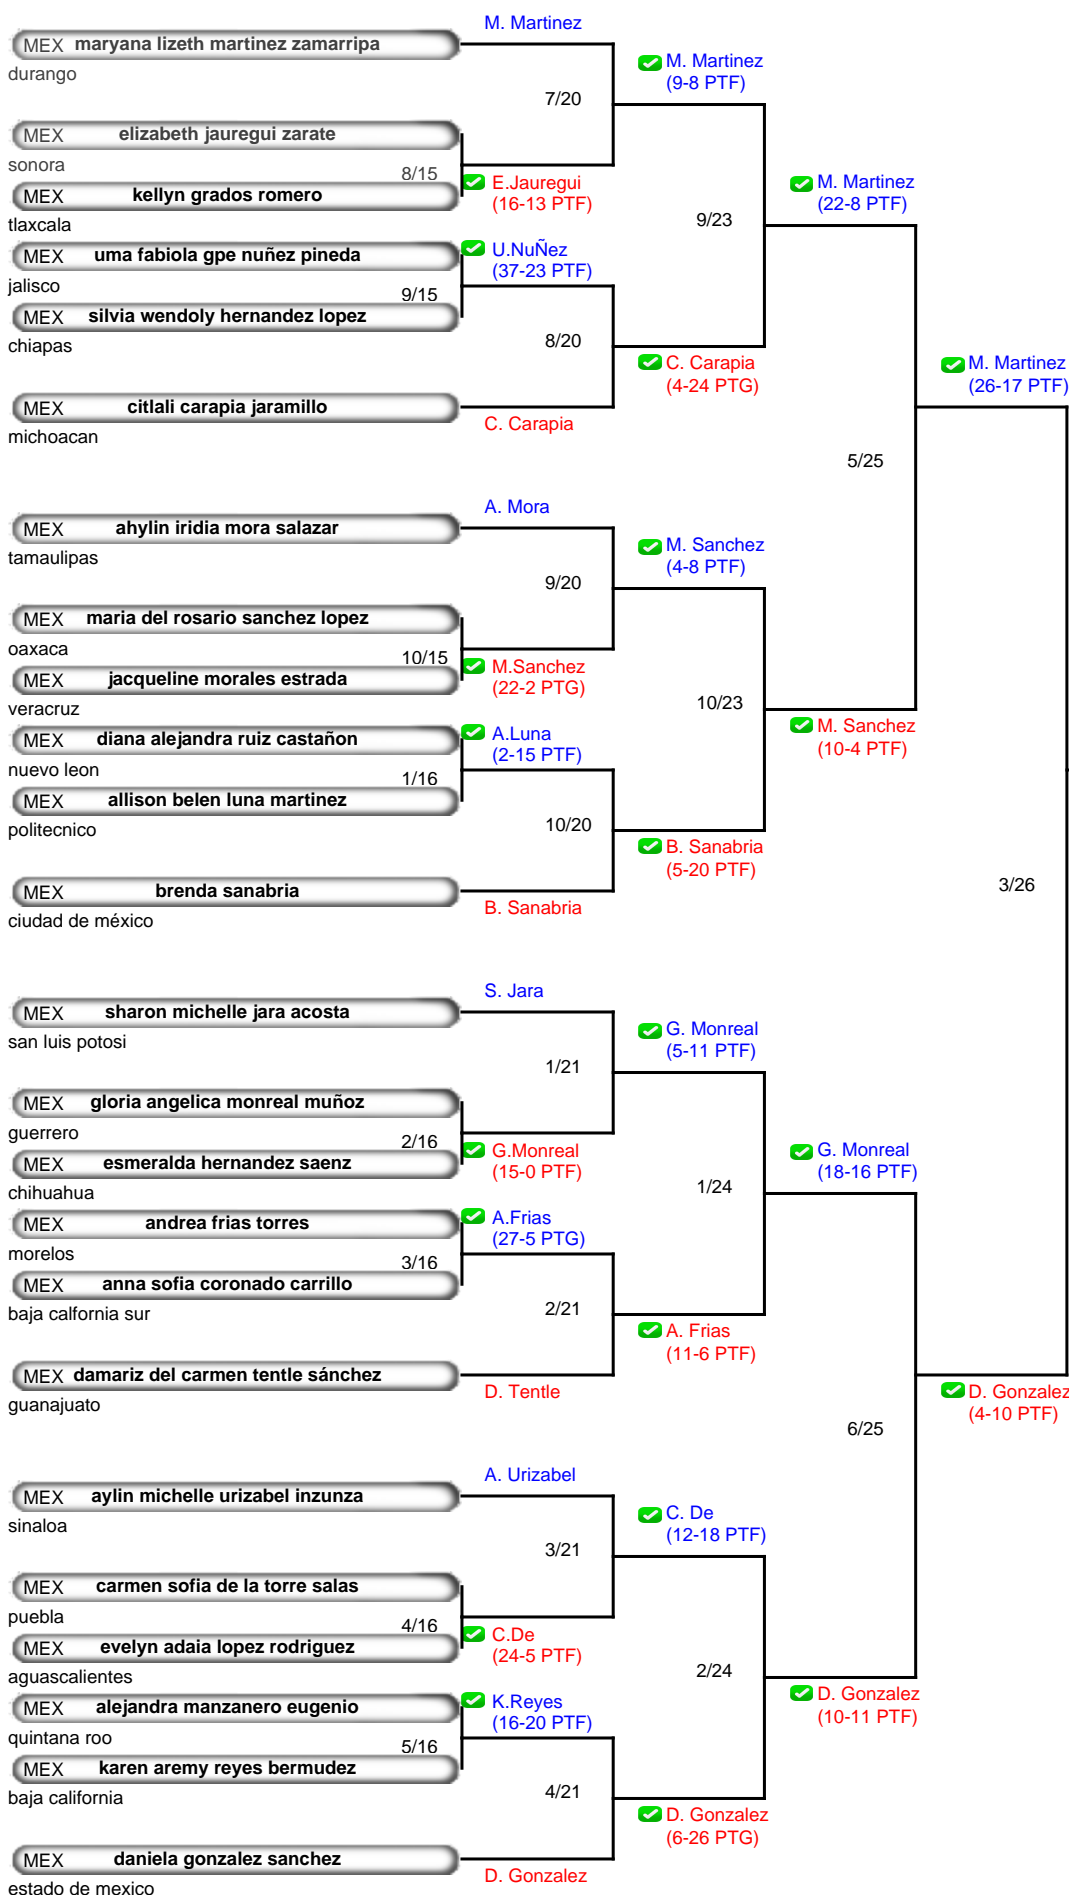 M. Martinez
MEX maryana lizeth martinez zamarripa
durango
M. Martinez
(9-8 PTF)
7/20
MEX elizabeth jauregui zarate
sonora
8/15
MEX kellyn grados romero
tlaxcala
E.Jauregui
(16-13 PTF)
M. Martinez
(22-8 PTF)
9/23
MEX uma fabiola gpe nuñez pineda
jalisco
9/15
U.NuÑez
(37-23 PTF)
MEX silvia wendoly hernandez lopez
chiapas
8/20
C. Carapia
(4-24 PTG)
M. Martinez
(26-17 PTF)
MEX citlali carapia jaramillo
michoacan
C. Carapia
5/25
A. Mora
MEX ahylin iridia mora salazar
tamaulipas
M. Sanchez
(4-8 PTF)
9/20
MEX maria del rosario sanchez lopez
oaxaca
10/15
MEX jacqueline morales estrada
veracruz
M.Sanchez
(22-2 PTG)
10/23
M. Sanchez
(10-4 PTF)
MEX diana alejandra ruiz castañon
nuevo leon
1/16
A.Luna
(2-15 PTF)
MEX allison belen luna martinez
politecnico
10/20
B. Sanabria
(5-20 PTF)
MEX brenda sanabria
ciudad de méxico
B. Sanabria
3/26
S. Jara
MEX sharon michelle jara acosta
san luis potosi
G. Monreal
(5-11 PTF)
1/21
MEX gloria angelica monreal muñoz
guerrero
2/16
MEX esmeralda hernandez saenz
chihuahua
G.Monreal
(15-0 PTF)
G. Monreal
(18-16 PTF)
1/24
MEX andrea frias torres
morelos
3/16
A.Frias
(27-5 PTG)
MEX anna sofia coronado carrillo
baja calfornia sur
2/21
A. Frias
(11-6 PTF)
MEX damariz del carmen tentle sánchez
guanajuato
D. Tentle
D. Gonzalez
(4-10 PTF)
6/25
A. Urizabel
MEX aylin michelle urizabel inzunza
sinaloa
C. De
(12-18 PTF)
3/21
MEX carmen sofia de la torre salas
puebla
4/16
MEX evelyn adaia lopez rodriguez
aguascalientes
C.De
(24-5 PTF)
2/24
D. Gonzalez
(10-11 PTF)
MEX alejandra manzanero eugenio
quintana roo
5/16
K.Reyes
(16-20 PTF)
MEX karen aremy reyes bermudez
baja california
4/21
D. Gonzalez
(6-26 PTG)
MEX daniela gonzalez sanchez
estado de mexico
D. Gonzalez